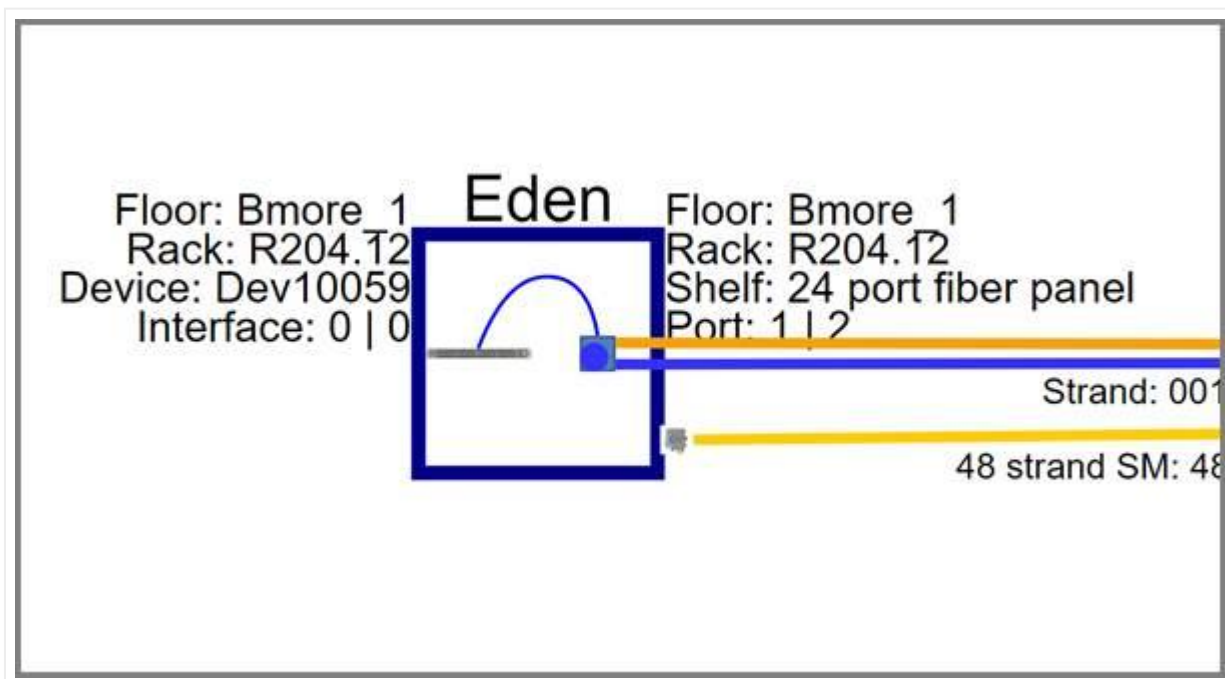 Eden
Floor: Bmore_1
Rack: R204.12
Device: Dev10059
Interface: 0 | 0
Floor: Bmore_1
Rack: R204.12
Shelf: 24 port fiber panel
Port: 1 | 2
Strand: 001
48 strand SM: 48